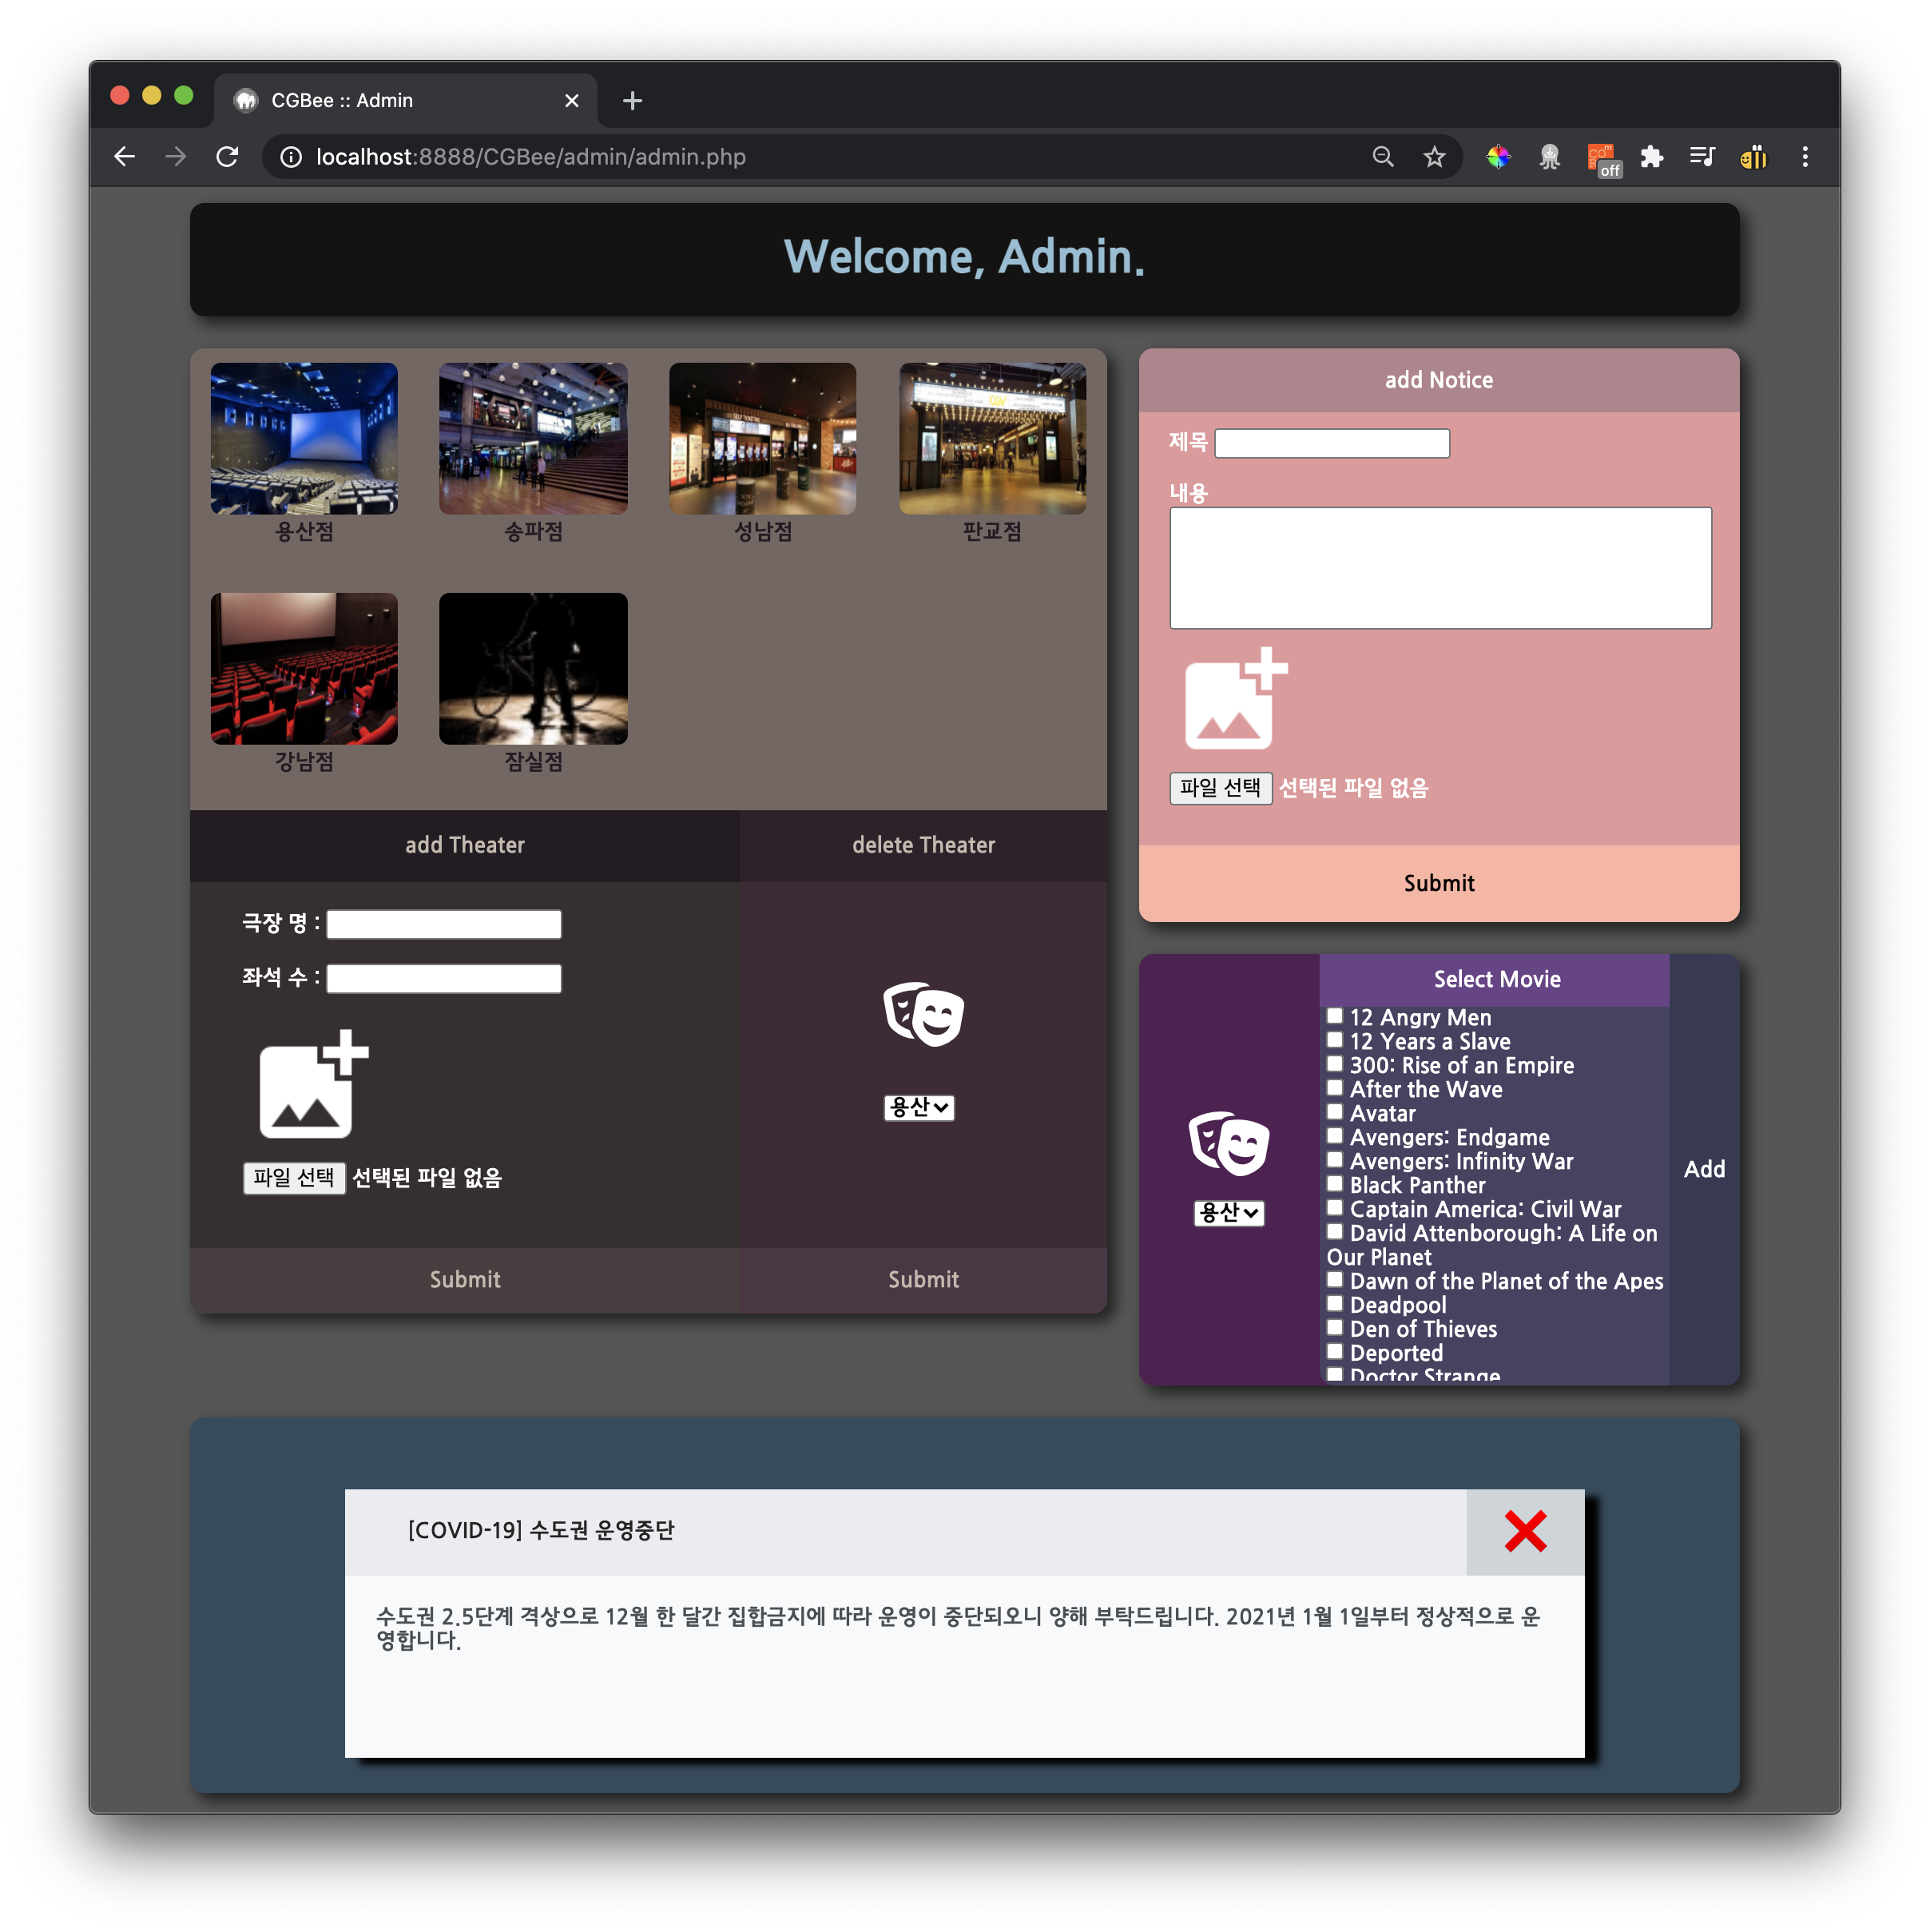 CGBee :: Admin
localhost:8888/CGBee/admin/admin.php
off
Welcome, Admin.
용산점
송파점
성남점
판교점
강남점
잠실점
add Theater
delete Theater
극장 명 :
좌석 수 :
파일 선택 선택된 파일 없음
용산
Submit
Submit
add Notice
제목
내용
파일 선택 선택된 파일 없음
Submit
용산
Select Movie
12 Angry Men
12 Years a Slave
300: Rise of an Empire
After the Wave
Avatar
Avengers: Endgame
Avengers: Infinity War
Black Panther
Captain America: Civil War
David Attenborough: A Life on
Our Planet
Dawn of the Planet of the Apes
Deadpool
Den of Thieves
Deported
Doctor Strange
Add
[COVID-19] 수도권 운영중단
수도권 2.5단계 격상으로 12월 한 달간 집합금지에 따라 운영이 중단되오니 양해 부탁드립니다. 2021년 1월 1일부터 정상적으로 운
영합니다.